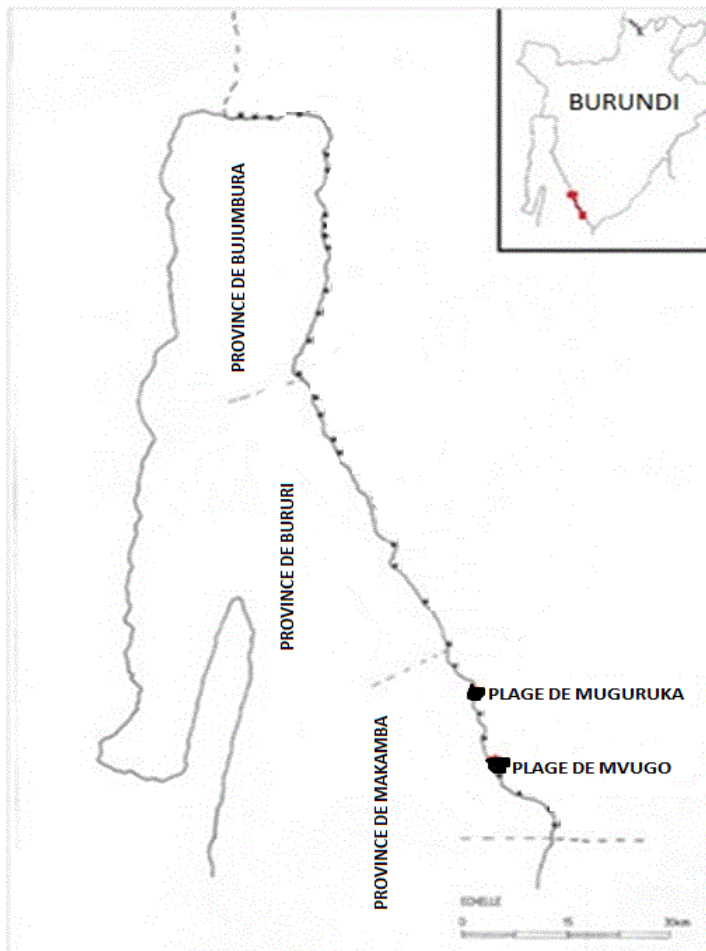 BURUNDI
PROVINCE DE BUJUMBURA
PROVINCE DE BURURI
PLAGE DE MUGURUKA
PROVINCE DE MAKAMBA
PLAGE DE MVUGO
ECHELLE
0 15 30km